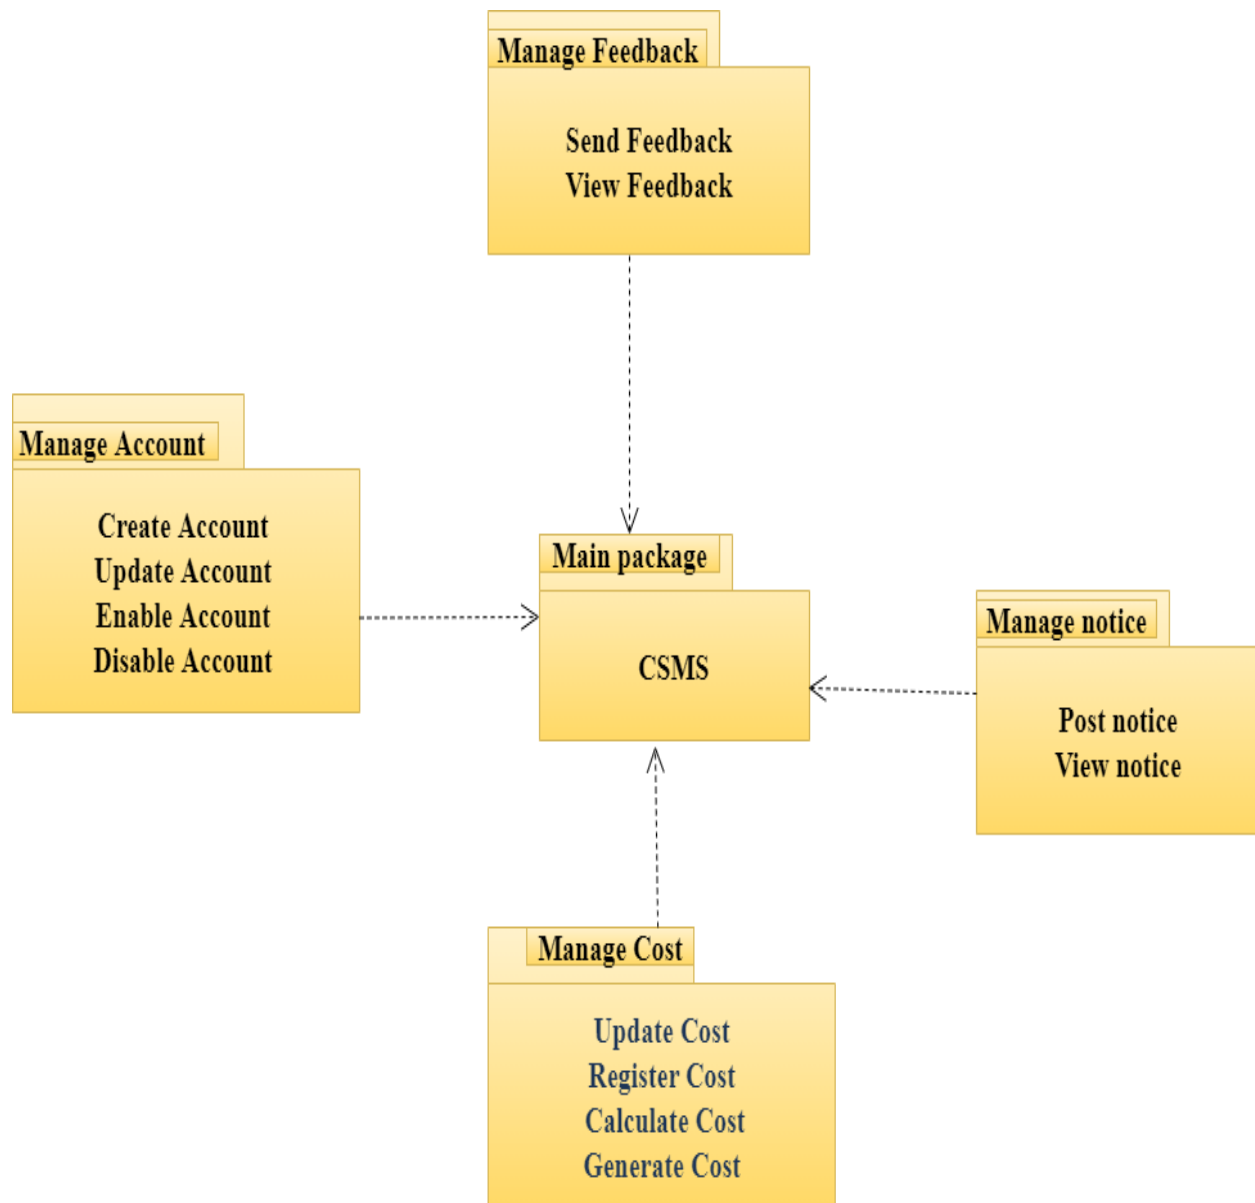 Manage Feedback
Send Feedback
View Feedback
Manage Account
Create Account
Update Account
Enable Account
Disable Account
Main package
CSMS
Manage notice
Post notice
View notice
Manage Cost
Update Cost
Register Cost
Calculate Cost
Generate Cost